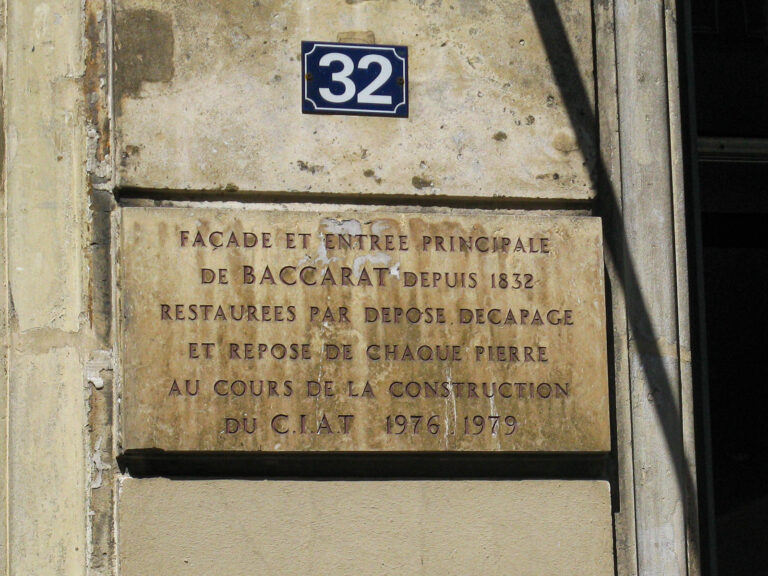 32
FAÇADE ET ENTREE PRINCIPALE
DE BACCARAT DEPUIS 1832
RESTAUREES PAR DEPOSE DECAPAGE
ET REPOSE DE CHAQUE PIERRE
AU COURS DE LA CONSTRUCTION
DU C.I.A.T 1976 1979